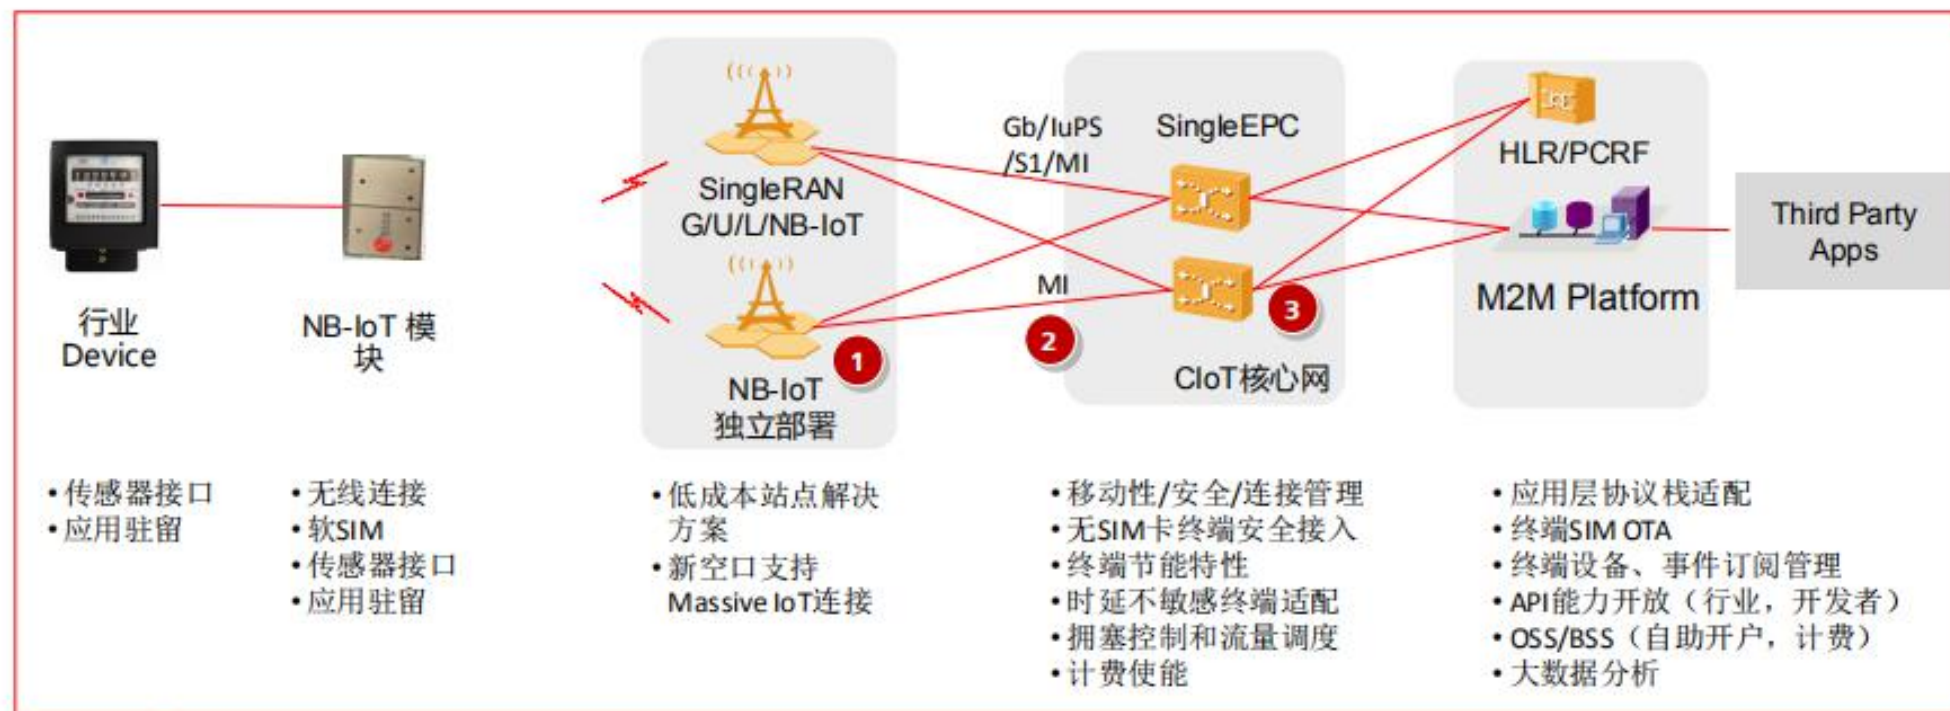 Gb/IuPS
/S1/MI
SingleEPC
HLR/PCRF
SingleRAN
G/U/L/NB-IoT
Third Party
Apps
MI
M2M Platform
行业
Device
NB-IoT 模
块
1
2
3
NB-IoT
独立部署
CIoT核心网
•传感器接口
•应用驻留
•无线连接
•软SIM
•传感器接口
•应用驻留
•低成本站点解决
方案
•新空口支持
Massive IoT连接
•移动性/安全/连接管理
•无SIM卡终端安全接入
•终端节能特性
•时延不敏感终端适配
•拥塞控制和流量调度
•计费使能
•应用层协议栈适配
•终端SIM OTA
•终端设备、事件订阅管理
•API能力开放（行业，开发者）
•OSS/BSS（自助开户，计费）
•大数据分析